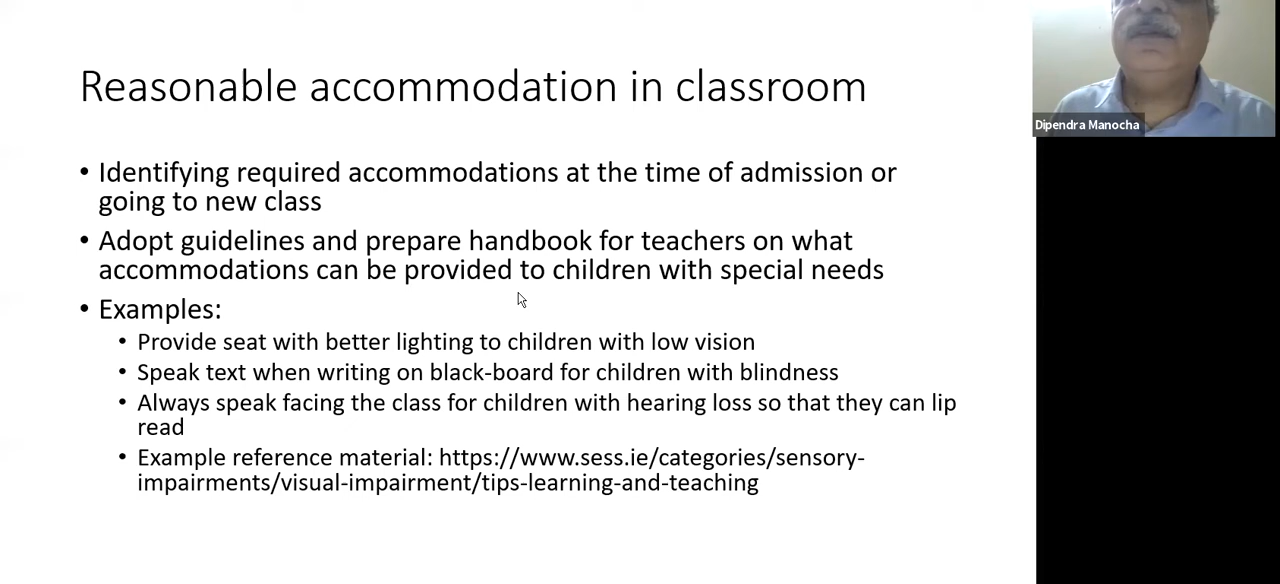 Reasonable accommodation in classroom
Dipendra Manocha
• Identifying required accommodations at the time of admission or
going to new class
• Adopt guidelines and prepare handbook for teachers on what
accommodations can be provided to children with special needs
• Examples:
• Provide seat with better lighting to children with low vision
• Speak text when writing on black-board for children with blindness
• Always speak facing the class for children with hearing loss so that they can lip
read
• Example reference material: https://www.sess.ie/categories/sensory-
impairments/visual-impairment/tips-learning-and-teaching